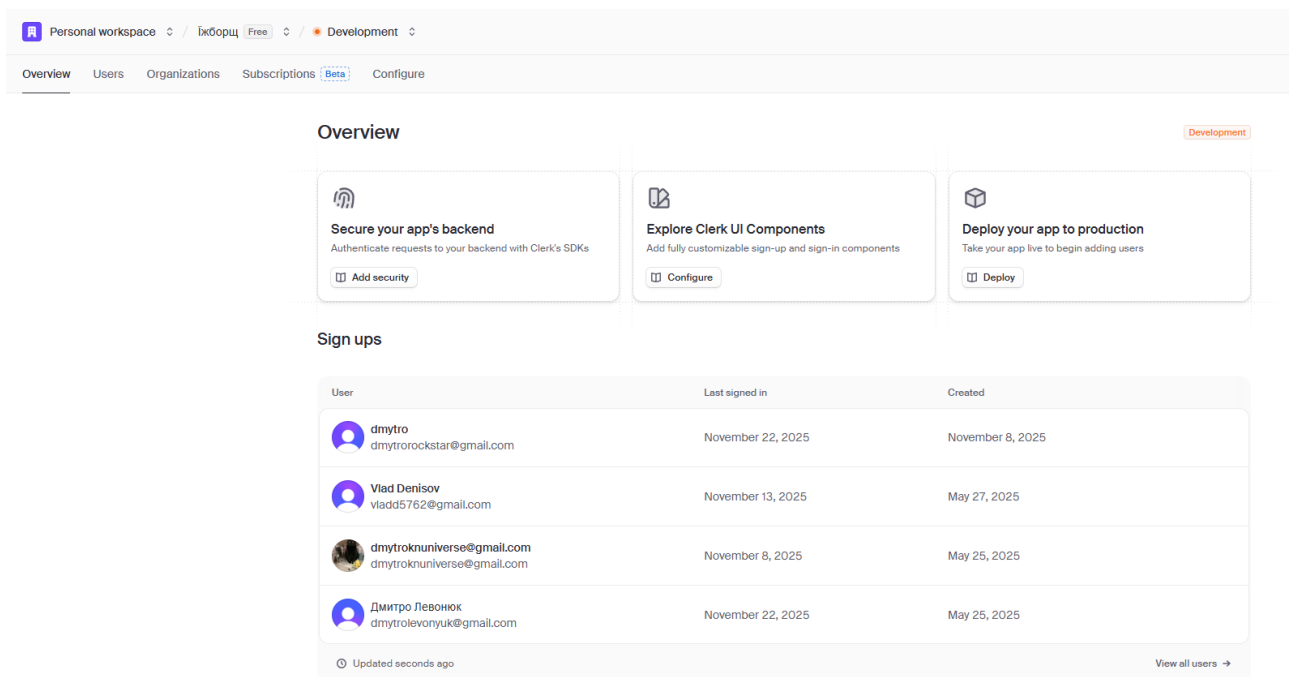 Personal workspace / Їжборщ Free / Development
Overview Users Organizations Subscriptions Beta Configure
Overview
Development
Secure your app's backend
Authenticate requests to your backend with Clerk's SDKs
Add security
Explore Clerk UI Components
Add fully customizable sign-up and sign-in components
Configure
Deploy your app to production
Take your app live to begin adding users
Deploy
Sign ups
User Last signed in Created
dmytro
dmytrorockstar@gmail.com
November 22, 2025
November 8, 2025
Vlad Denisov
vladd5762@gmail.com
November 13, 2025
May 27, 2025
dmytroknuniverse@gmail.com
dmytroknuniverse@gmail.com
November 8, 2025
May 25, 2025
Дмитро Левонюк
dmytrolevonyuk@gmail.com
November 22, 2025
May 25, 2025
Updated seconds ago
View all users →